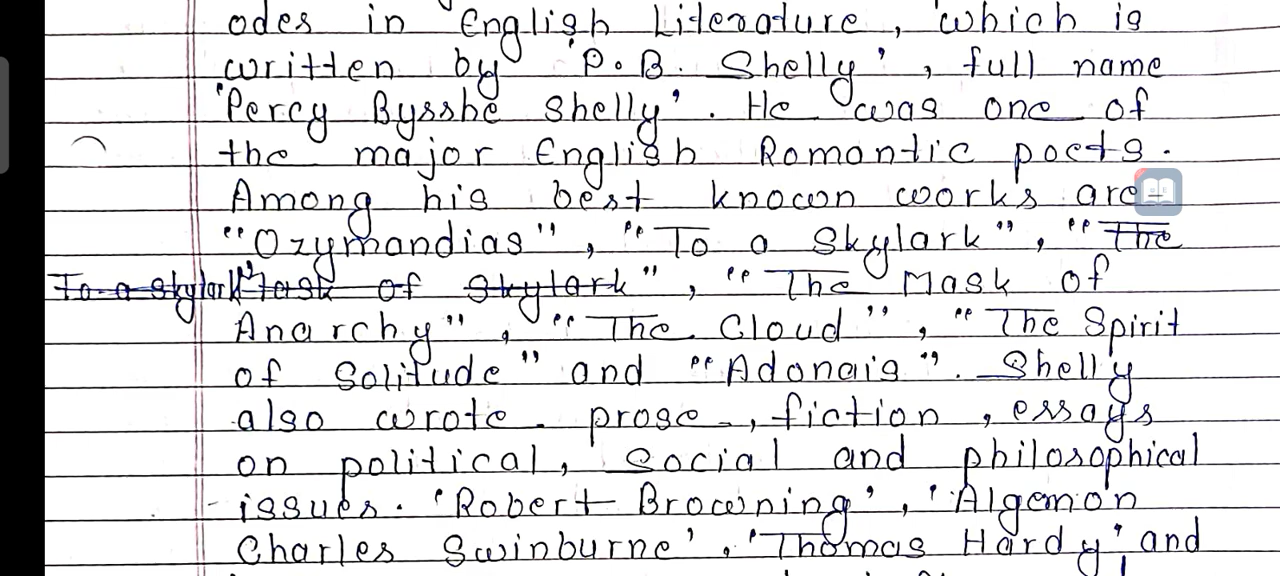 odes in English Literature, which is
written by 'P.B. Shelly', full name
'Percy Bysshe Shelly'. He was one of
the major English Romantic poets.
Among his best known works are
"Ozymandias", "To a Skylark", "The
To a skylark" task of Skylark", "The Mask of
Anarchy", "The Cloud", "The Spirit
of Solitude" and "Adonais". Shelly
also wrote prose, fiction, essays
on political, social and philosophical
issues. 'Robert Browning', 'Algemon
Charles Swinburne', 'Thomas Hardy', and